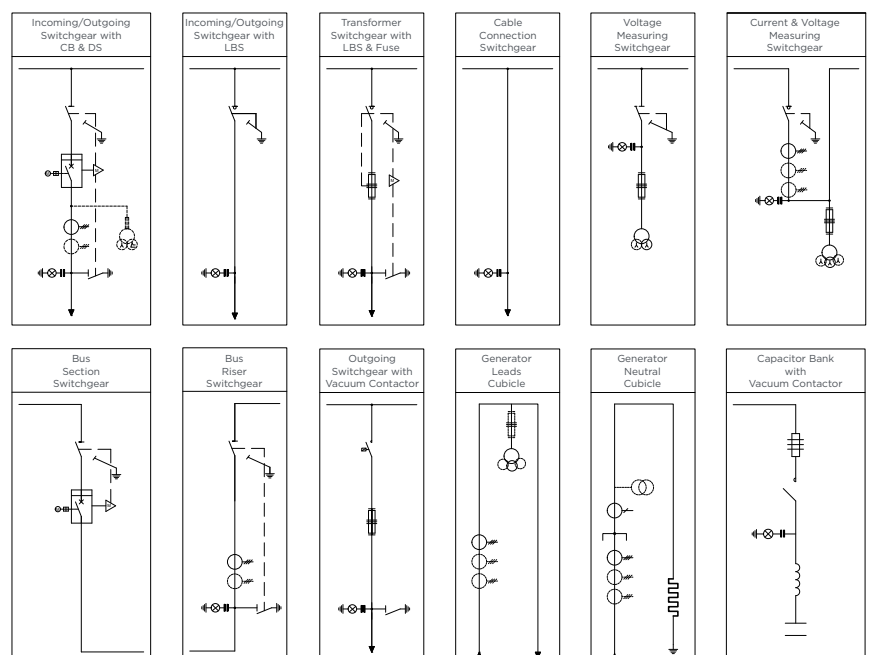 Incoming/Outgoing
Switchgear with
CB & DS
Incoming/Outgoing
Switchgear with
LBS
Transformer
Switchgear with
LBS & Fuse
Cable
Connection
Switchgear
Voltage
Measuring
Switchgear
Current & Voltage
Measuring
Switchgear
Bus
Section
Switchgear
Bus
Riser
Switchgear
Outgoing
Switchgear with
Vacuum Contactor
Generator
Leads
Cubicle
Generator
Neutral
Cubicle
Capacitor Bank
with
Vacuum Contactor